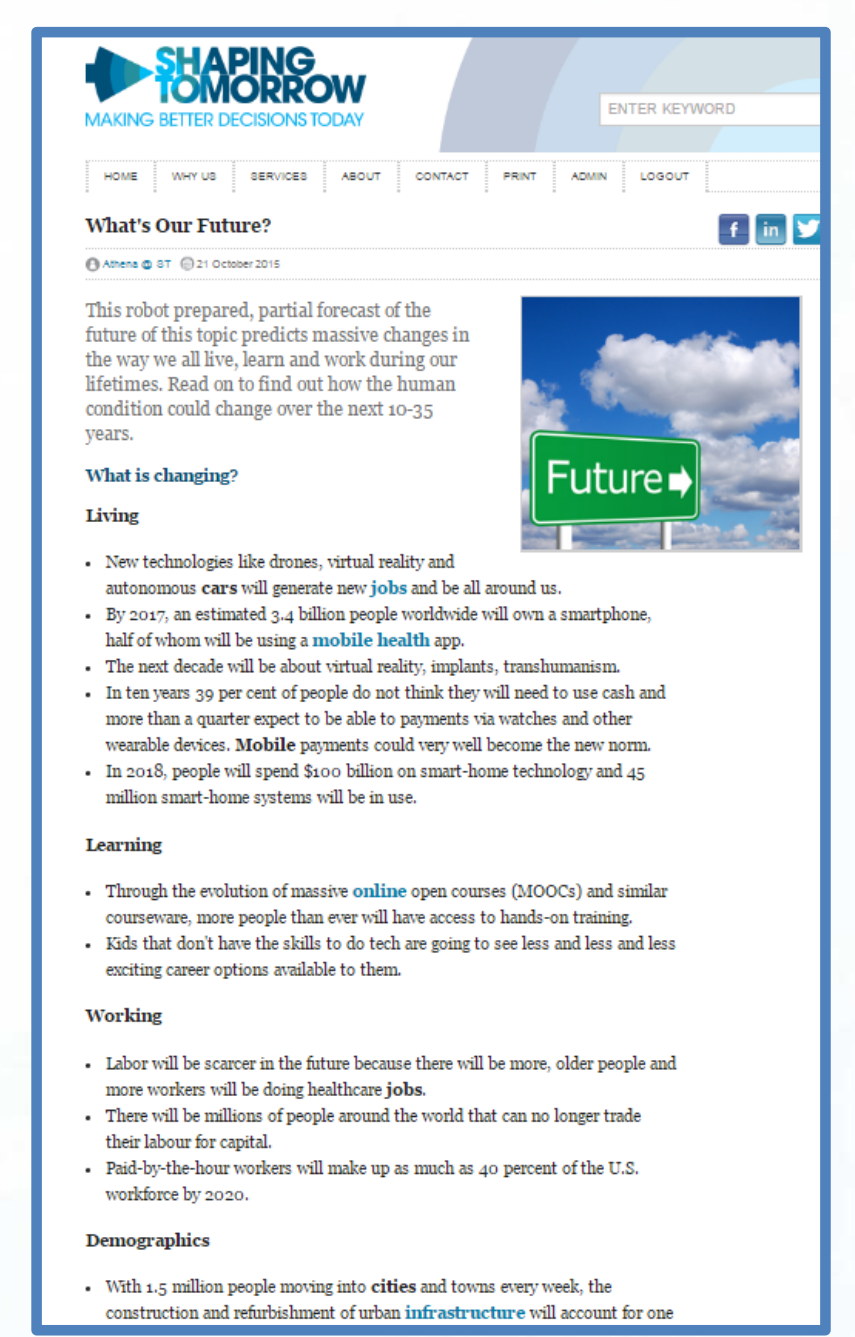 SHAPING
TOMORROW
MAKING BETTER DECISIONS TODAY
ENTER KEYWORD
HOME WHY US SERVICES ABOUT CONTACT PRINT ADMIN LOGOUT
What's Our Future?
f in
Athena @ ST 21 October 2015
This robot prepared, partial forecast of the
future of this topic predicts massive changes in
the way we all live, learn and work during our
lifetimes. Read on to find out how the human
condition could change over the next 10-35
years.
Future
What is changing?
Living
• New technologies like drones, virtual reality and
autonomous cars will generate new jobs and be all around us.
• By 2017, an estimated 3.4 billion people worldwide will own a smartphone,
half of whom will be using a mobile health app.
• The next decade will be about virtual reality, implants, transhumanism.
• In ten years 39 per cent of people do not think they will need to use cash and
more than a quarter expect to be able to payments via watches and other
wearable devices. Mobile payments could very well become the new norm.
• In 2018, people will spend $100 billion on smart-home technology and 45
million smart-home systems will be in use.
Learning
• Through the evolution of massive online open courses (MOOCs) and similar
courseware, more people than ever will have access to hands-on training.
• Kids that don't have the skills to do tech are going to see less and less and less
exciting career options available to them.
Working
• Labor will be scarcer in the future because there will be more, older people and
more workers will be doing healthcare jobs.
• There will be millions of people around the world that can no longer trade
their labour for capital.
• Paid-by-the-hour workers will make up as much as 40 percent of the U.S.
workforce by 2020.
Demographics
• With 1.5 million people moving into cities and towns every week, the
construction and refurbishment of urban infrastructure will account for one